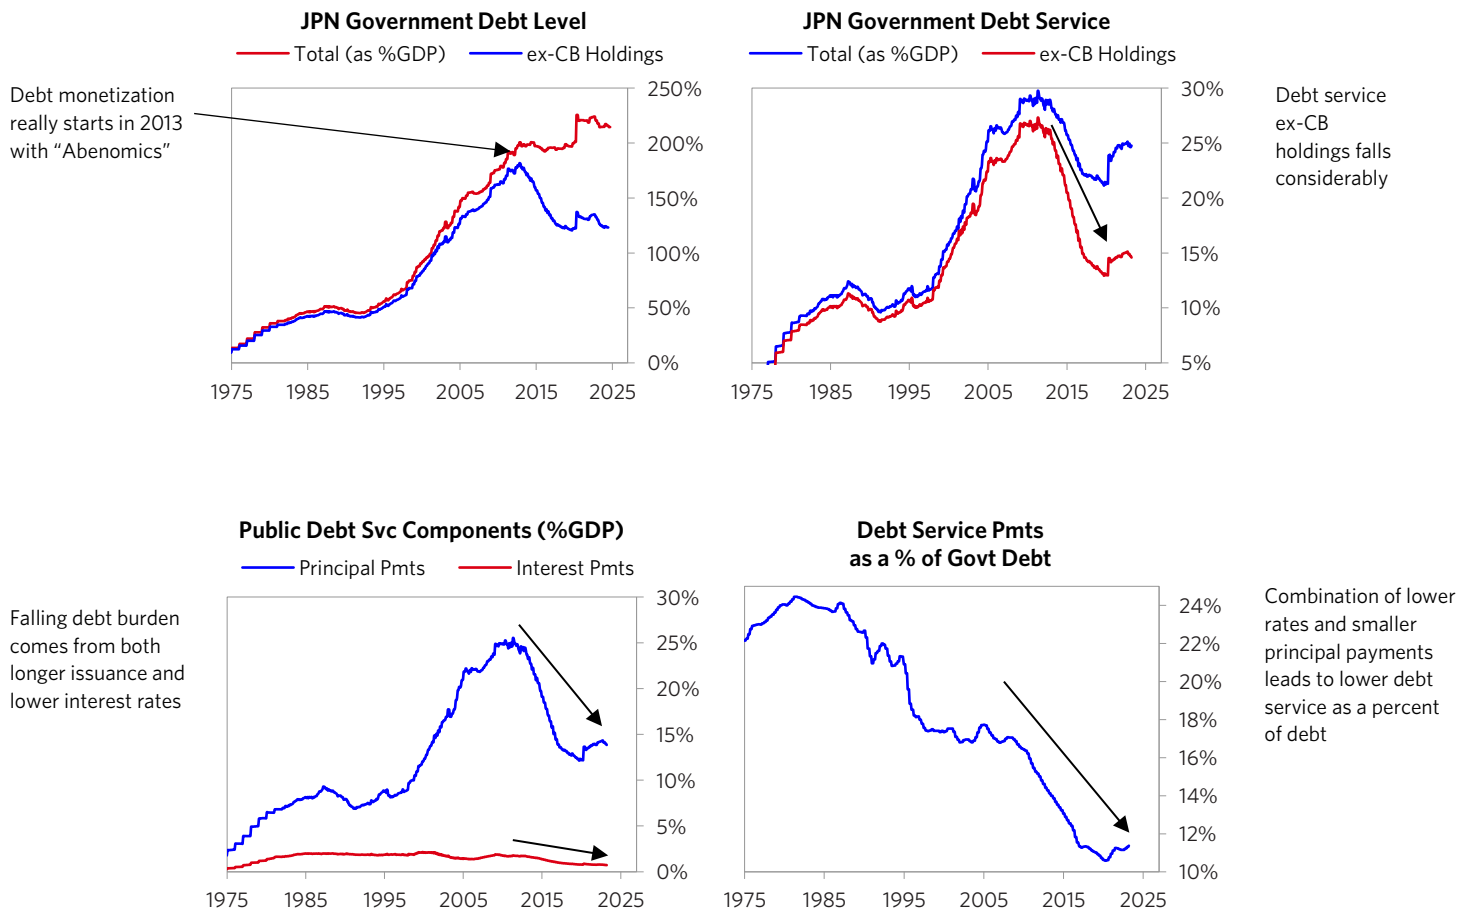 JPN Government Debt Level
Total (as %GDP) ex-CB Holdings
Debt monetization
really starts in 2013
with “Abenomics”
250%
200%
150%
100%
50%
0%
1975 1985 1995 2005 2015 2025
JPN Government Debt Service
Total (as %GDP) ex-CB Holdings
30%
25%
20%
15%
10%
5%
1975 1985 1995 2005 2015 2025
Debt service
ex-CB
holdings falls
considerably
Public Debt Svc Components (%GDP)
Principal Pmts Interest Pmts
Falling debt burden
comes from both
longer issuance and
lower interest rates
30%
25%
20%
15%
10%
5%
0%
1975 1985 1995 2005 2015 2025
Debt Service Pmts
as a % of Govt Debt
24%
22%
20%
18%
16%
14%
12%
10%
1975 1985 1995 2005 2015 2025
Combination of lower
rates and smaller
principal payments
leads to lower debt
service as a percent
of debt